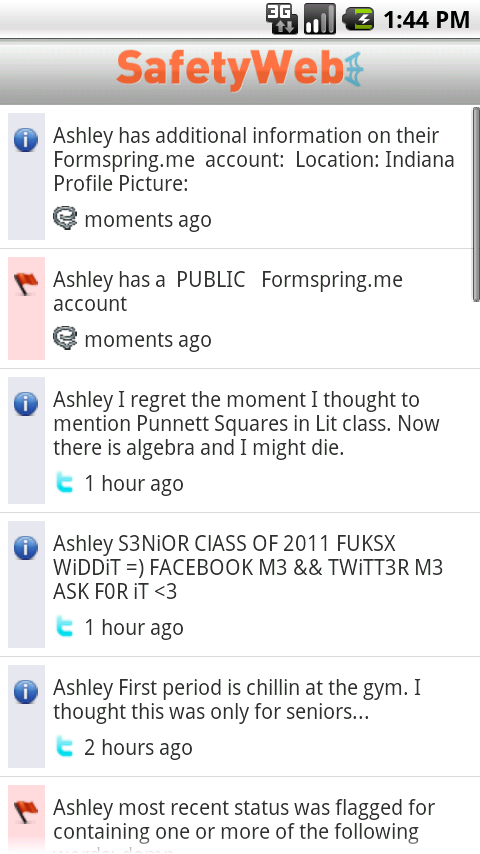 3G 1:44 PM
SafetyWeb
Ashley has additional information on their
Formspring.me account: Location: Indiana
Profile Picture:
moments ago
Ashley has a PUBLIC Formspring.me
account
moments ago
Ashley I regret the moment I thought to
mention Punnett Squares in Lit class. Now
there is algebra and I might die.
1 hour ago
Ashley S3NiOR ClASS OF 2011 FUKSX
WiDDiT =) FACEBOOK M3 && TWiTT3R M3
ASK F0R iT <3
1 hour ago
Ashley First period is chillin at the gym. I
thought this was only for seniors...
2 hours ago
Ashley most recent status was flagged for
containing one or more of the following